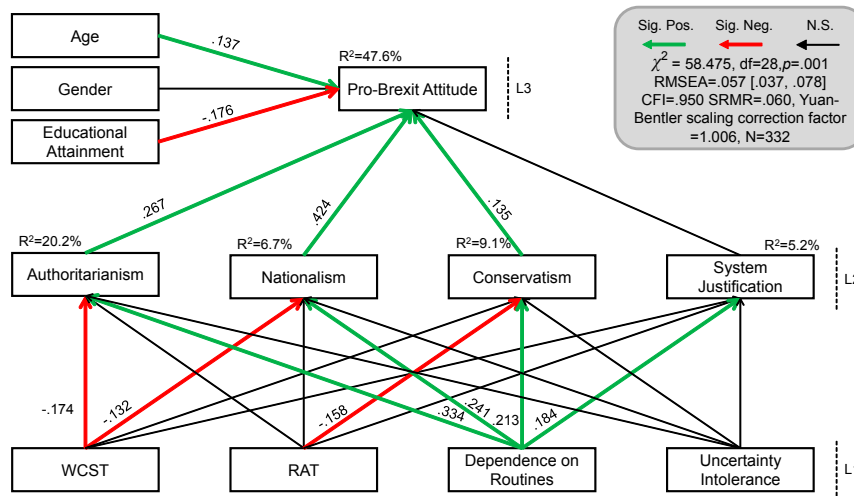 Age
Gender
Educational
Attainment
.137
-.176
R²=47.6%
Pro-Brexit Attitude
L3
Sig. Pos. Sig. Neg. N.S.
χ² = 58.475, df=28,p=.001
RMSEA=.057 [.037, .078]
CFI=.950 SRMR=.060, Yuan-
Bentler scaling correction factor
=1.006, N=332
.267
.424
.135
R²=20.2%
R²=6.7%
R²=9.1%
R²=5.2%
Authoritarianism
Nationalism
Conservatism
System
Justification
L2
-.174
-.132
-.158
.334
.241
.213
.184
WCST
RAT
Dependence on
Routines
Uncertainty
Intolerance